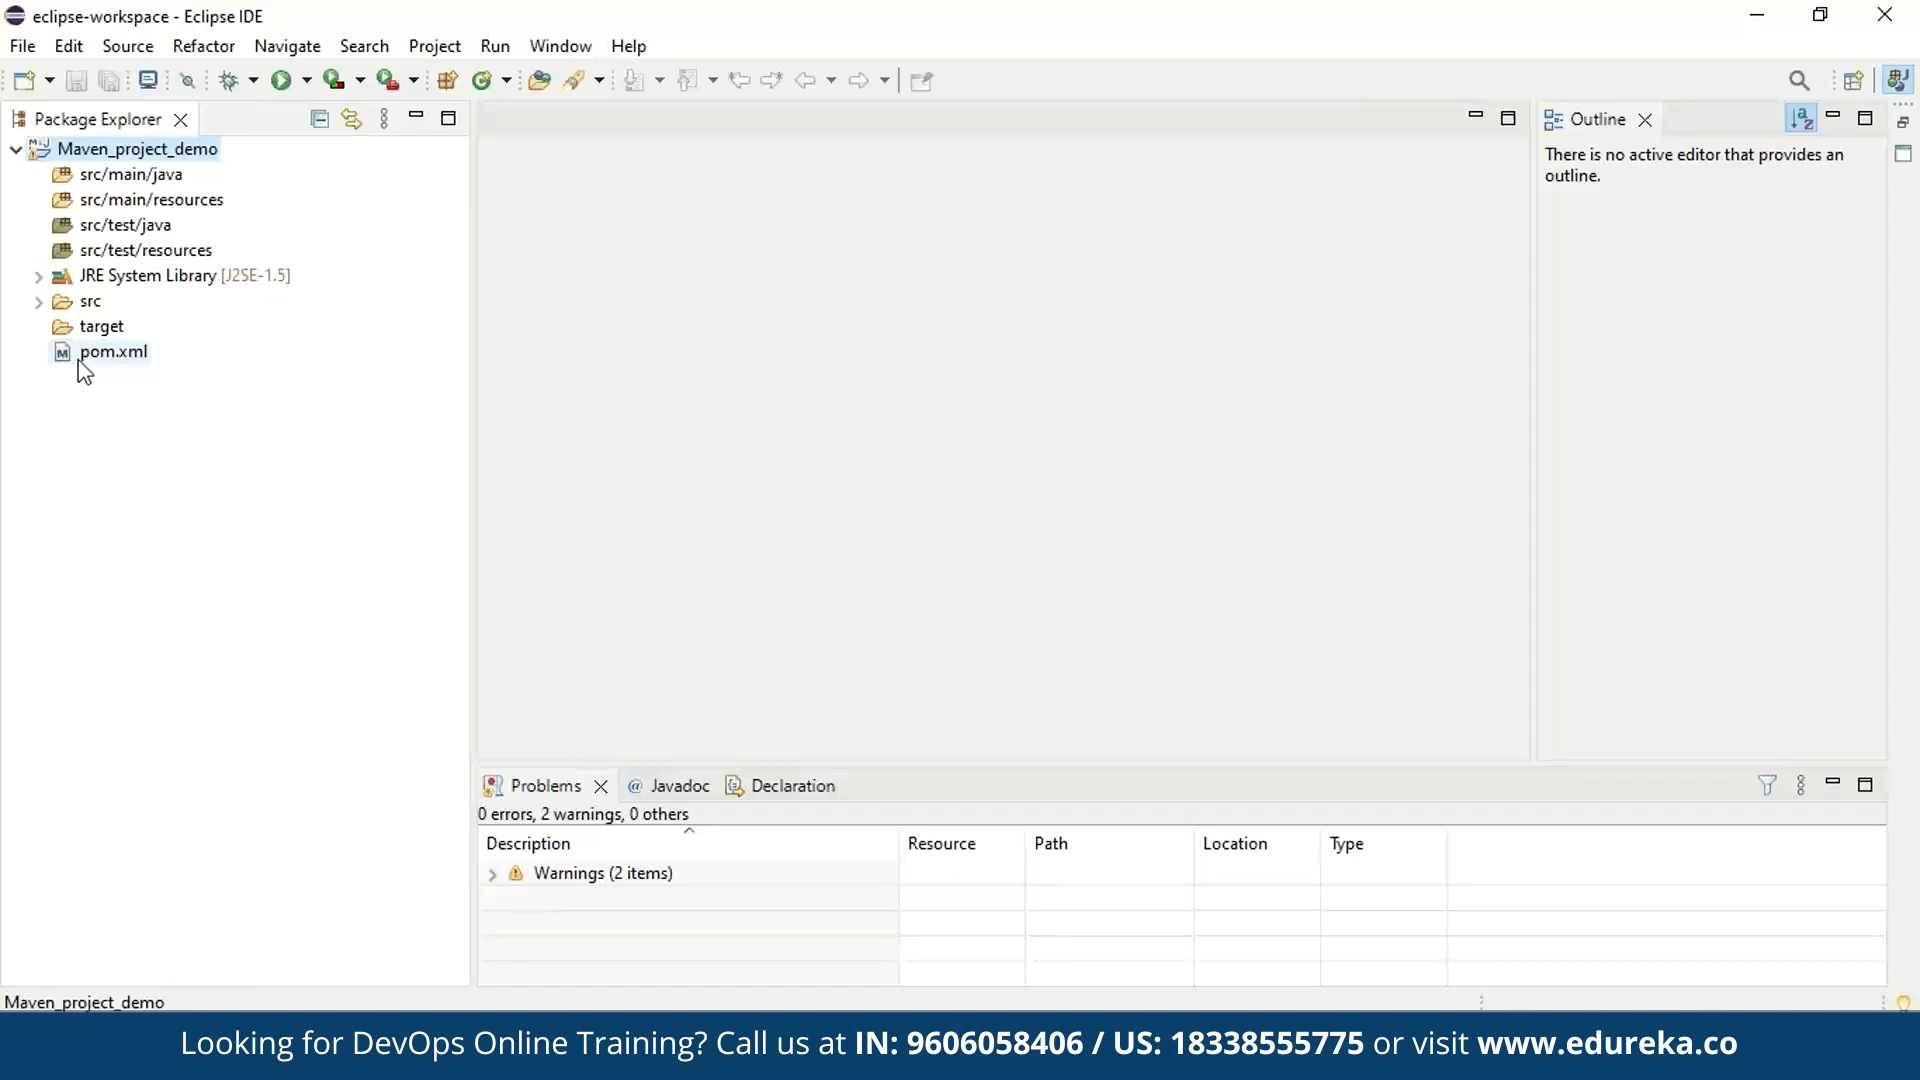 eclipse-workspace - Eclipse IDE
File Edit Source Refactor Navigate Search Project Run Window Help
Package Explorer
Maven_project_demo
src/main/java
src/main/resources
src/test/java
src/test/resources
JRE System Library [J2SE-1.5]
src
target
pom.xml
Outline
There is no active editor that provides an
outline.
Problems @ Javadoc Declaration
0 errors, 2 warnings, 0 others
Description Resource Path Location Type
Warnings (2 items)
Maven_project_demo
Looking for DevOps Online Training? Call us at IN: 9606058406 / US: 18338555775 or visit www.edureka.co